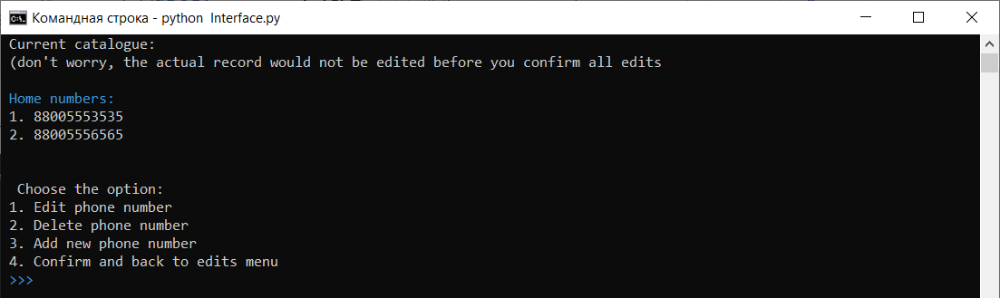 Командная строка - python  Interface.py
Current catalogue:
(don't worry, the actual record would not be edited before you confirm all edits
Home numbers:
1. 88005553535
2. 88005556565
Choose the option:
1. Edit phone number
2. Delete phone number
3. Add new phone number
4. Confirm and back to edits menu
>>>